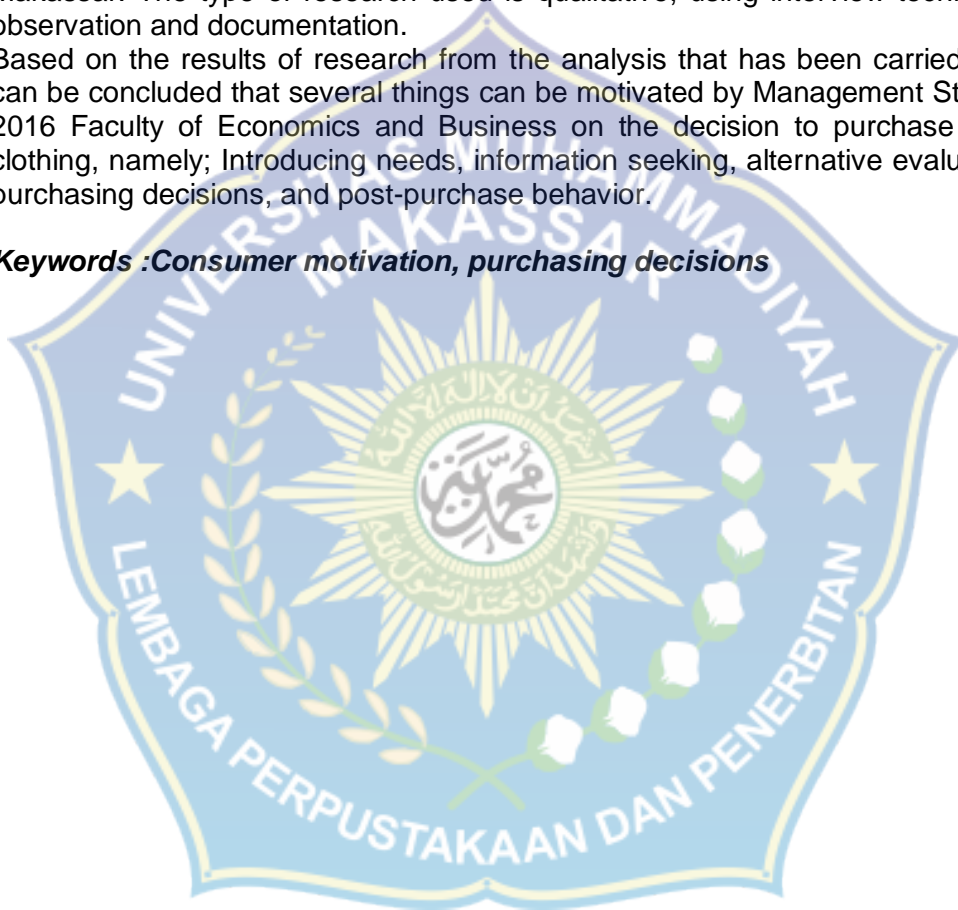 Makassar. The type of research used is qualitative, using interview
observation and documentation.
Based on the results of research from the analysis that has been carried
can be concluded that several things can be motivated by Management
2016 Faculty of Economics and Business on the decision to purchase
clothing, namely; Introducing needs, information seeking, alternative
purchasing decisions, and post-purchase behavior.
Keywords :Consumer motivation, purchasing decisions
UNIVERSITAS MUHAMMADIYAH
MAKASSAR
LEMBAGA PERPUSTAKAAN DAN PENERBITAN